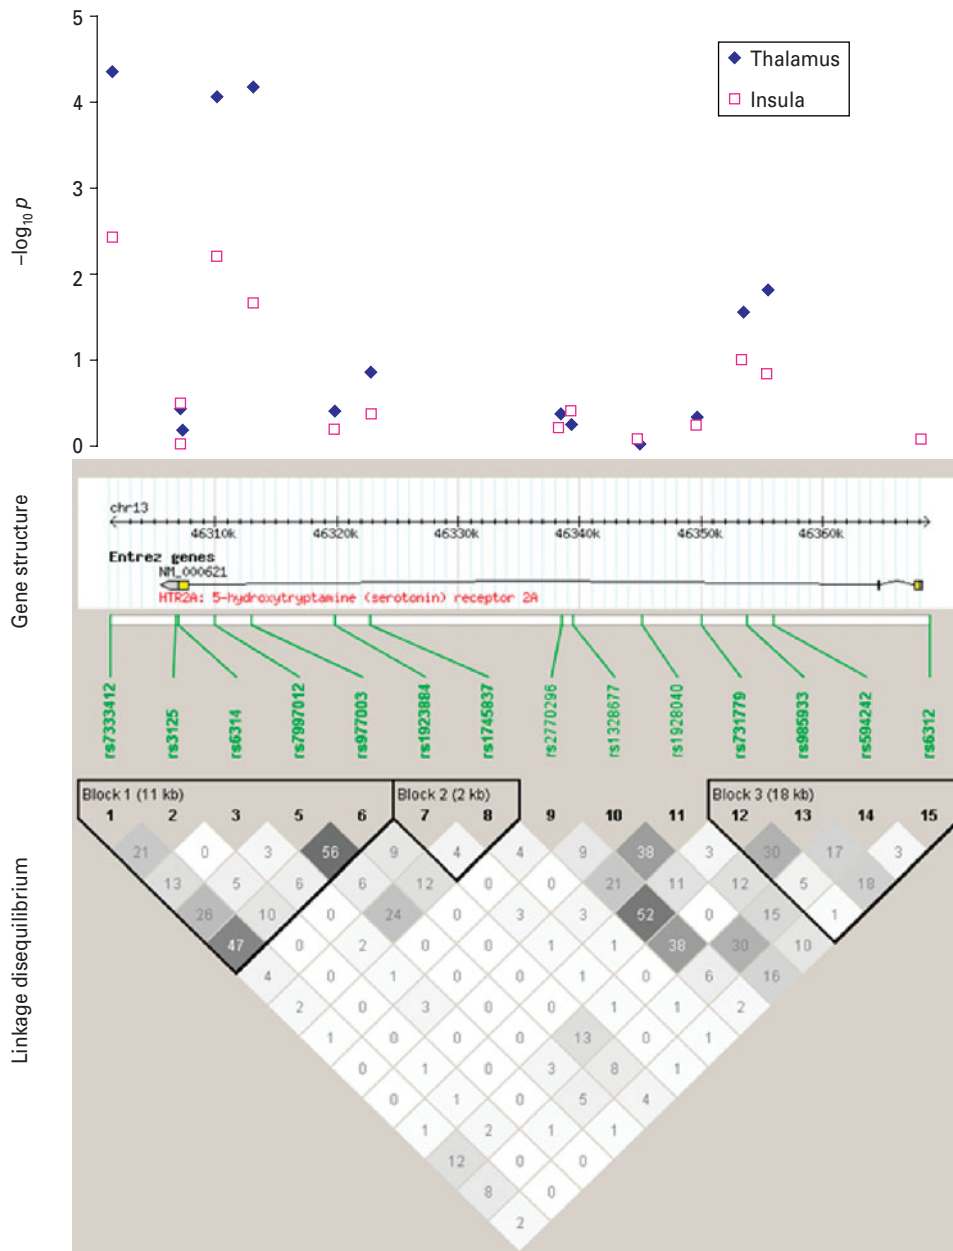 5
4
3
2
1
0
–log10 p
Thalamus
Insula
Gene structure
chr13
46310k 46320k 46330k 46340k 46350k 46360k
Entrez genes
NM_000621
HTR2A: 5-hydroxytryptamine (serotonin) receptor 2A
rs7333412 rs3125 rs6314 rs7997012 rs977003 rs1923884 rs1745837 rs2770296 rs1328677 rs1928040 rs731779 rs985933 rs594242 rs6312
Linkage disequilibrium
Block 1 (11 kb) Block 2 (2 kb) Block 3 (18 kb)
1 2 3 5 6 7 8 9 10 11 12 13 14 15
21 0 3 56 9 4 4 9 38 3 30 17 3
13 5 6 6 12 0 0 21 11 12 5 18
26 10 0 24 0 3 3 52 0 15 1
47 0 2 0 0 1 1 38 30 10
4 0 1 0 0 1 0 6 16
2 0 3 0 0 1 1 2
1 0 0 0 13 0 1
0 1 0 3 8 1
0 1 0 5 4
1 2 1 1
12 0 0
8 0
2